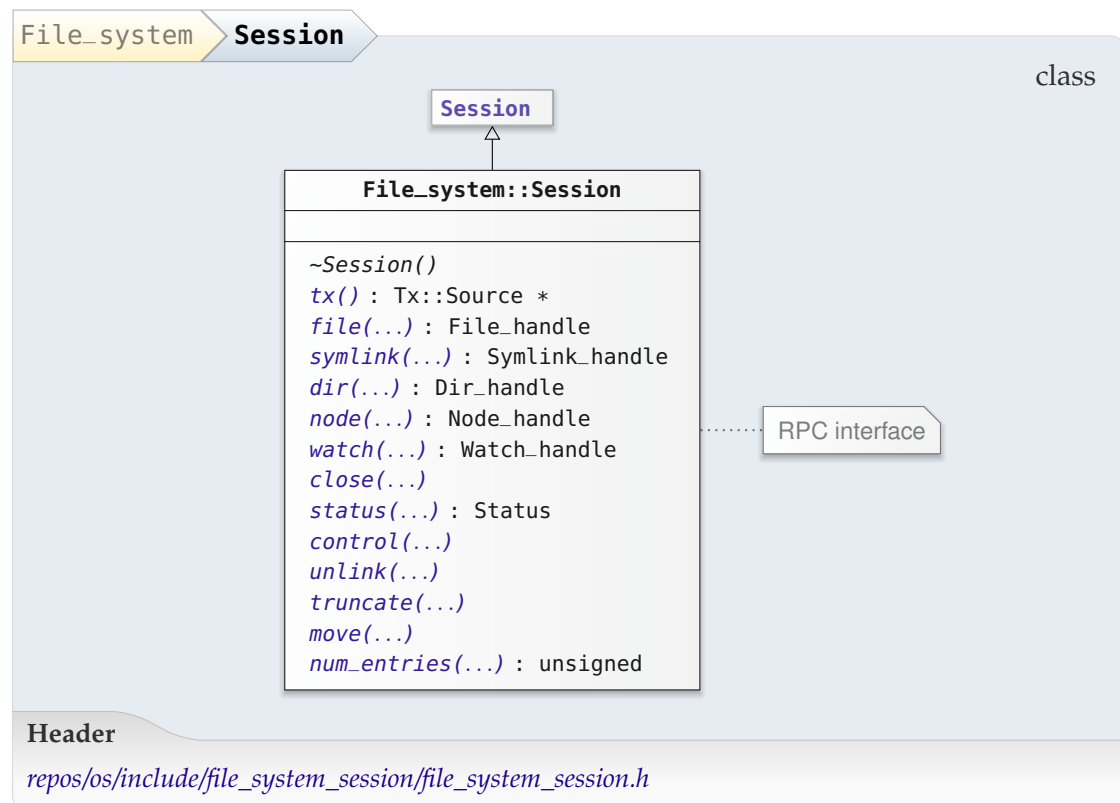 File_system Session
class
Session
File_system::Session
~Session()
tx() : Tx::Source *
file(...) : File_handle
symlink(...) : Symlink_handle
dir(...) : Dir_handle
node(...) : Node_handle
watch(...) : Watch_handle
close(...)
status(...) : Status
control(...)
unlink(...)
truncate(...)
move(...)
num_entries(...) : unsigned
RPC interface
Header
repos/os/include/file_system_session/file_system_session.h